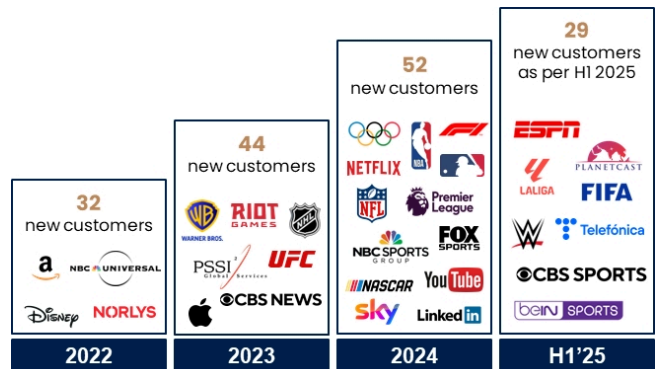 32
new customers
a
NBC UNIVERSAL
Disney
NORLYS
2022
44
new customers
WB
WARNER BROS.
RIOT
GAMES
NHL
PSSI
Global Services
UFC
CBS NEWS
2023
52
new customers
NBA
F1
NETFLIX
NFL
Premier
League
NBC SPORTS
GROUP
FOX
SPORTS
NASCAR
YouTube
sky
LinkedIn
2024
29
new customers
as per H1 2025
ESPN
LALIGA
PLANETCAST
FIFA
W
Telefónica
CBS SPORTS
beIN SPORTS
H1'25